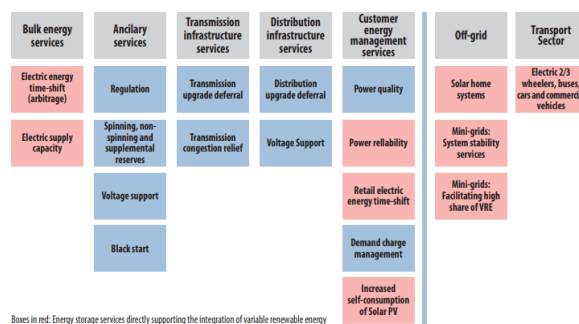 Bulk energy
services
Ancilary
services
Transmission
infrastructure
services
Distribution
infrastructure
services
Customer
energy
management
services
Off-grid
Transport
Sector
Electric energy
time-shift
(arbitrage)
Electric supply
capacity
Regulation
Spinning, non-
spinning and
supplemental
reserves
Voltage support
Black start
Transmission
upgrade deferral
Transmission
congestion relief
Distribution
upgrade deferral
Voltage Support
Power quality
Power rellability
Retail electric
energy time-shift
Demand charge
management
Increased
self-consumption
of Solar PV
Solar home
systems
Mini-grids:
System stability
services
Mini-grids:
Facilitating high
share of VRE
Electric 2/3
wheelers, buses,
cars and commerci
vehicles
Boxes in red: Energy storage services directly supporting the integration of variable renewable energy